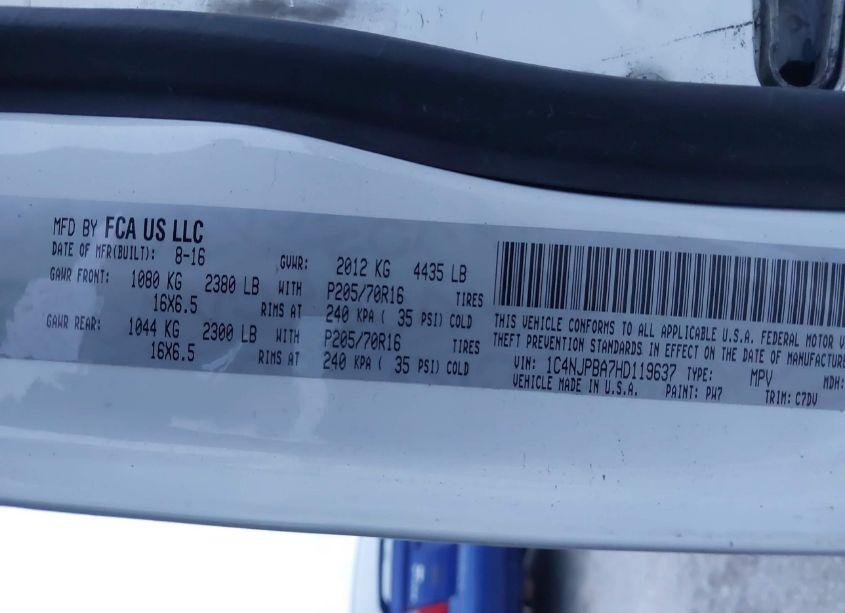 MFD BY FCA US LLC
DATE OF MFR(BUILT): 8-16 GVWR: 2012 KG 4435 LB
GAWR FRONT: 1080 KG 2380 LB WITH P205/70R16 TIRES
16X6.5 RIMS AT 240 KPA ( 35 PSI) COLD
GAWR REAR: 1044 KG 2300 LB WITH P205/70R16 TIRES
16X6.5 RIMS AT 240 KPA ( 35 PSI) COLD
THIS VEHICLE CONFORMS TO ALL APPLICABLE U.S.A. FEDERAL MOTOR V
THEFT PREVENTION STANDARDS IN EFFECT ON THE DATE OF MANUFACTURE
VIN: 1C4NJPBA7HD119637 TYPE: MPV MDH:
VEHICLE MADE IN U.S.A. PAINT: PW7 TRIM: C7DV